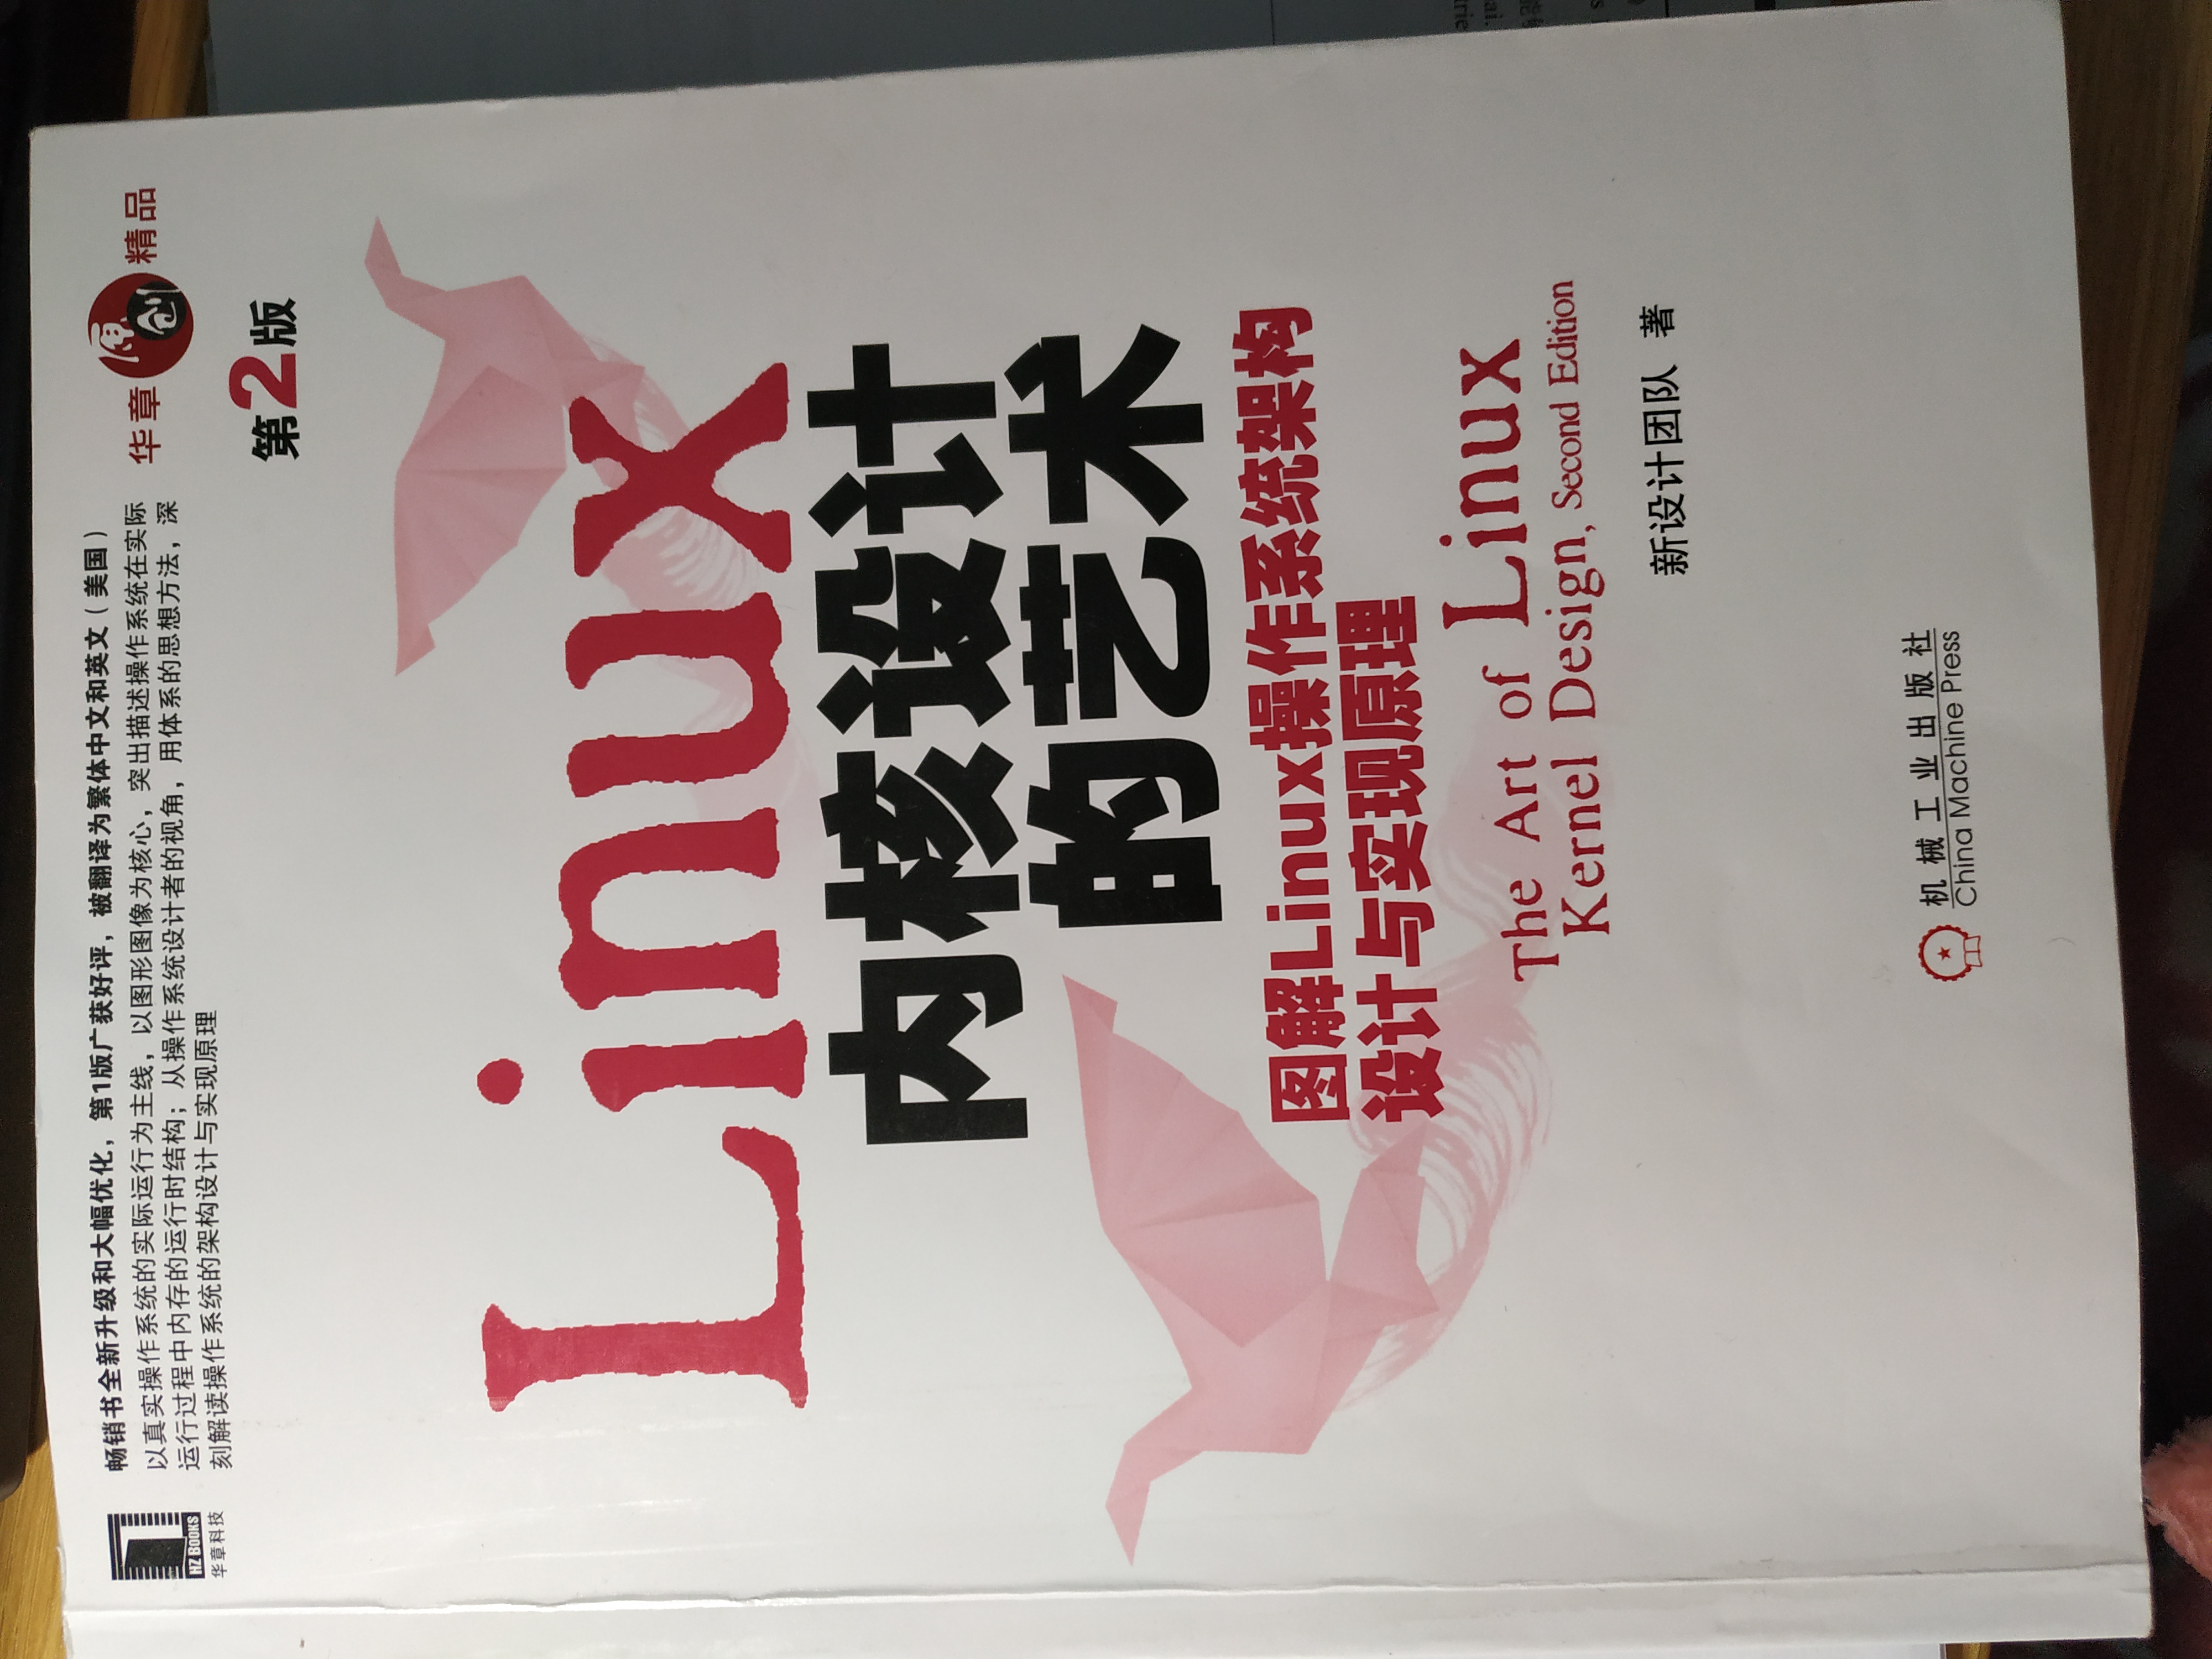 畅销书全新升级和大幅优化，第1版广获好评，被翻译为繁体中文和英文（美国）
以真实操作系统的实际运行为主线，以图形图像为核心，突出描述操作系统在实际
运行过程中内存的运行时结构；从操作系统设计者的视角，用体系的思想方法，深
刻解读操作系统的架构设计与实现原理
HZ BOOKS
华章科技
华章 原创 精品
第2版
Linux
内核设计
的艺术
图解Linux操作系统架构
设计与实现原理
The Art of Linux
Kernel Design, Second Edition
新设计团队 著
机械工业出版社
China Machine Press